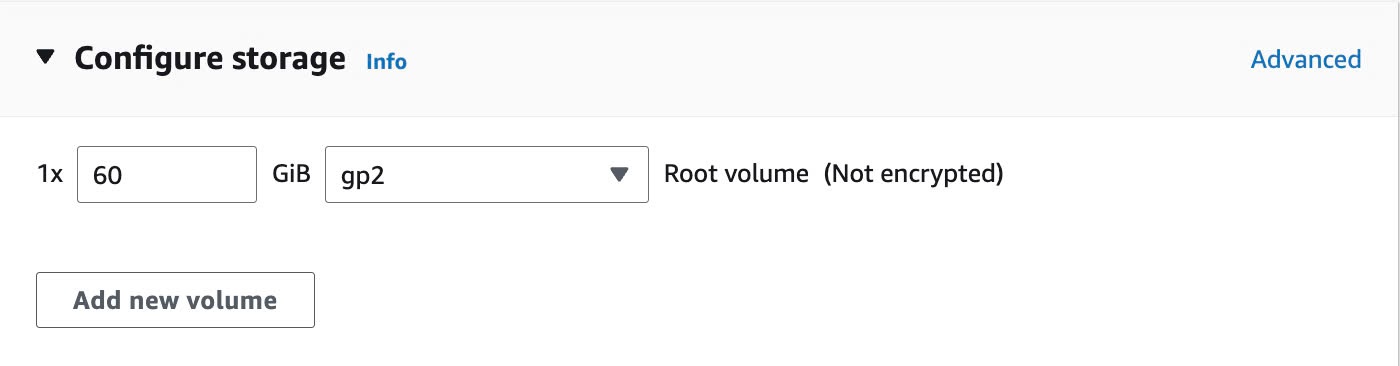 Configure storage Info Advanced
1x 60 GiB gp2 Root volume (Not encrypted)
Add new volume